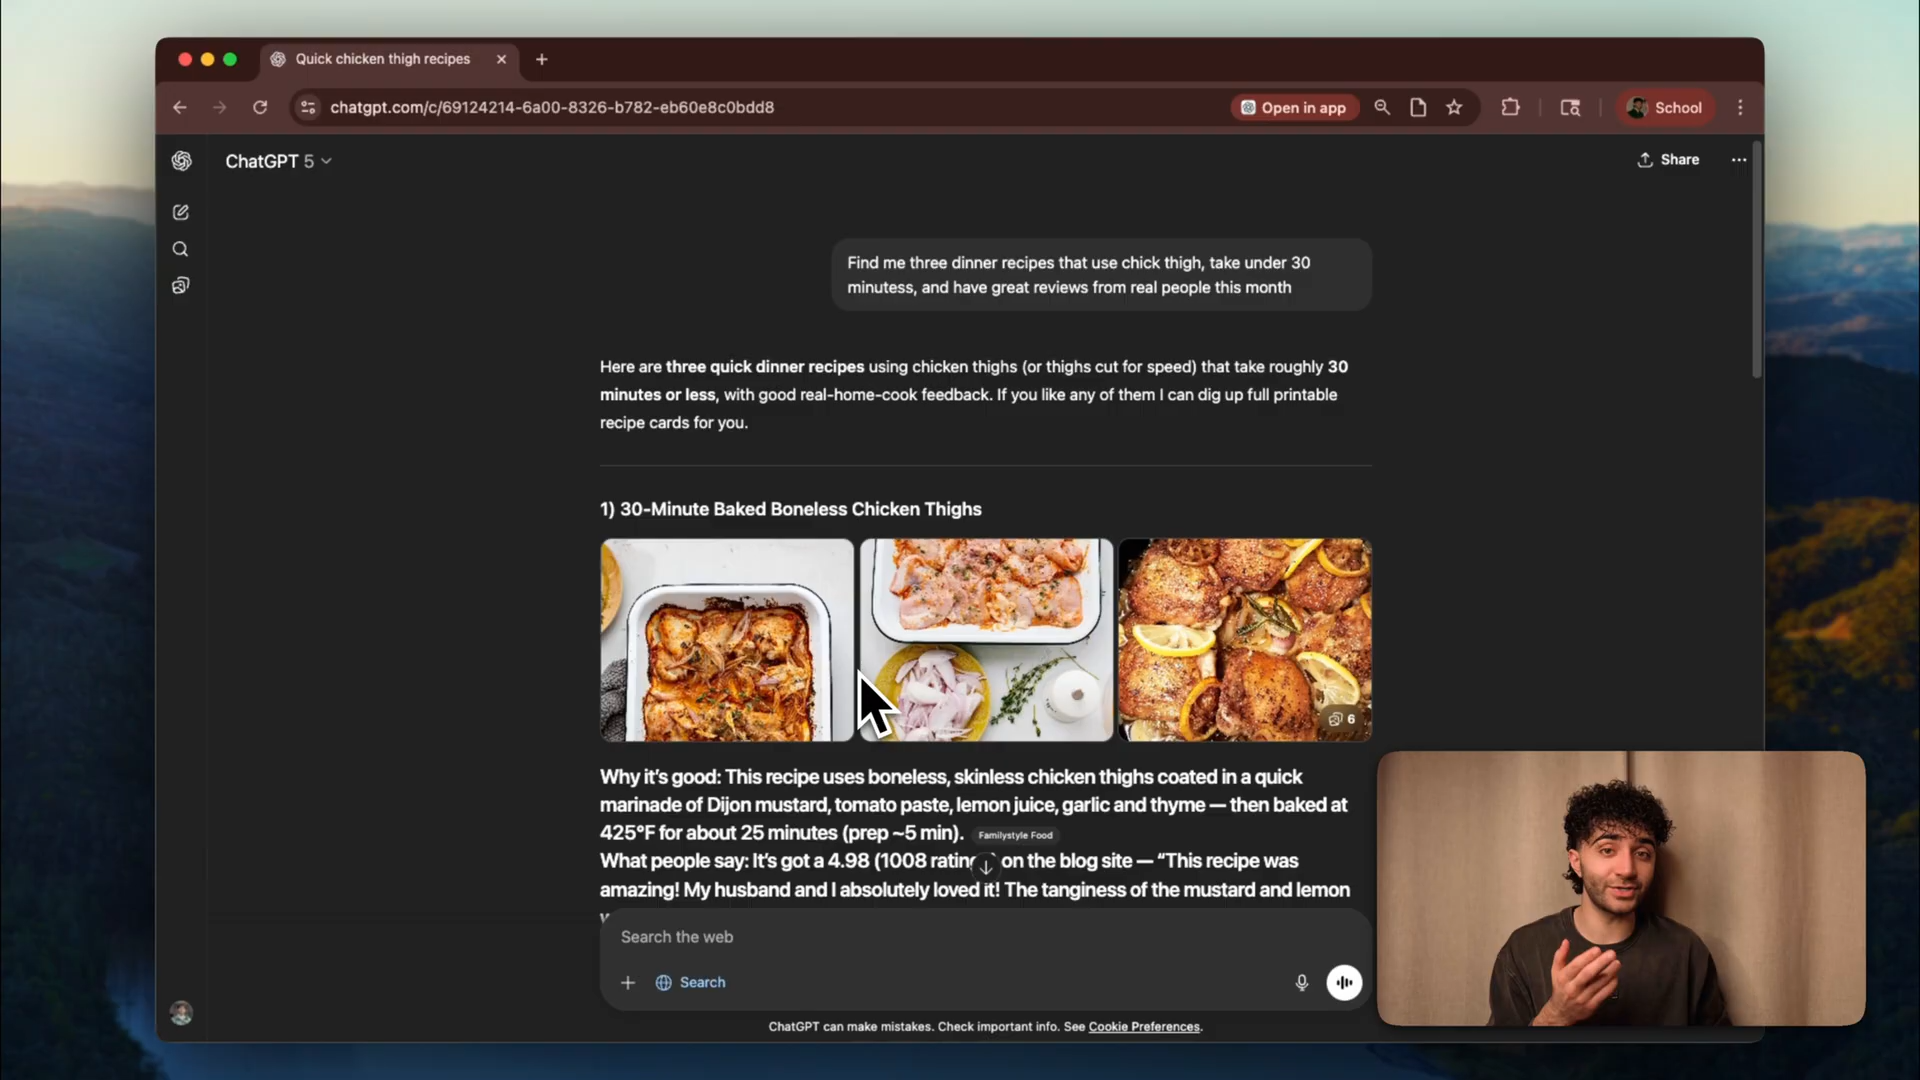 Quick chicken thigh recipes
chatgpt.com/c/69124214-6a00-8326-b782-eb60e8c0bdd8
Open in app
School
ChatGPT 5
Share
Find me three dinner recipes that use chick thigh, take under 30
minutess, and have great reviews from real people this month
Here are three quick dinner recipes using chicken thighs (or thighs cut for speed) that take roughly 30
minutes or less, with good real-home-cook feedback. If you like any of them I can dig up full printable
recipe cards for you.
1) 30-Minute Baked Boneless Chicken Thighs
6
Why it's good: This recipe uses boneless, skinless chicken thighs coated in a quick
marinade of Dijon mustard, tomato paste, lemon juice, garlic and thyme — then baked at
425°F for about 25 minutes (prep ~5 min). Familystyle Food
What people say: It's got a 4.98 (1008 on the blog site — “This recipe was
amazing! My husband and I absolutely loved it! The tanginess of the mustard and lemon
Search the web
Search
ChatGPT can make mistakes. Check important info. See Cookie Preferences.